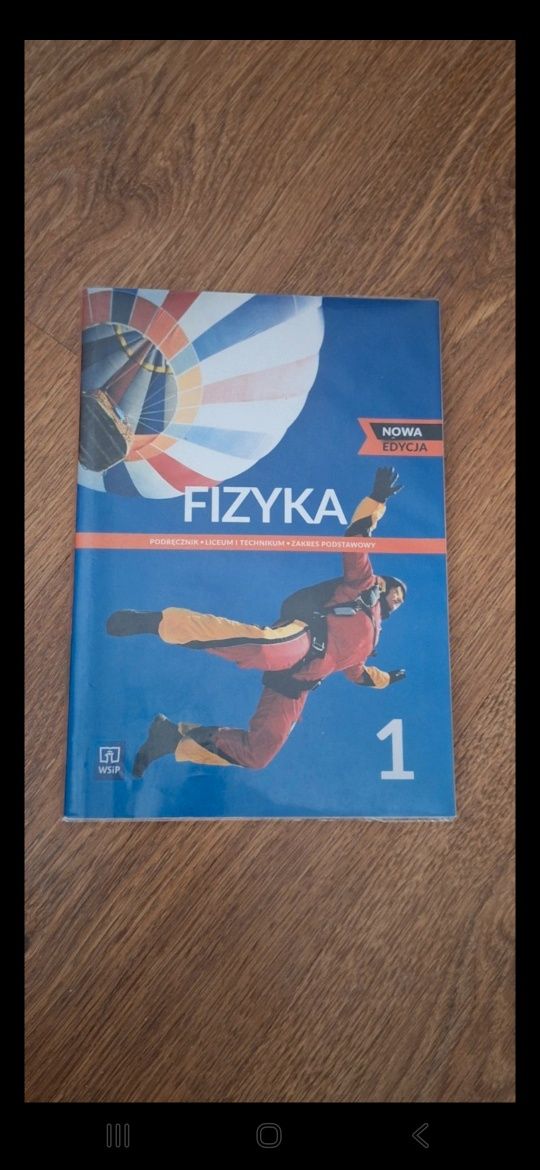 NOWA
EDYCJA
FIZYKA
PODRĘCZNIK • LICEUM I TECHNIKUM • ZAKRES PODSTAWOWY
1
WSiP